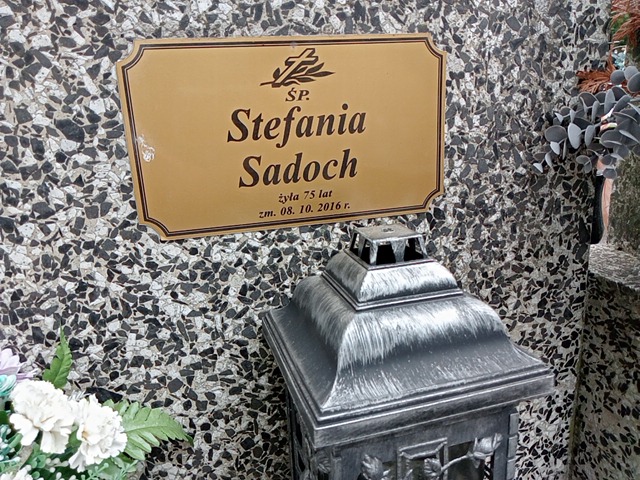 ŚP.
Stefania
Sadoch
żyła 75 lat
zm. 08. 10. 2016 r.